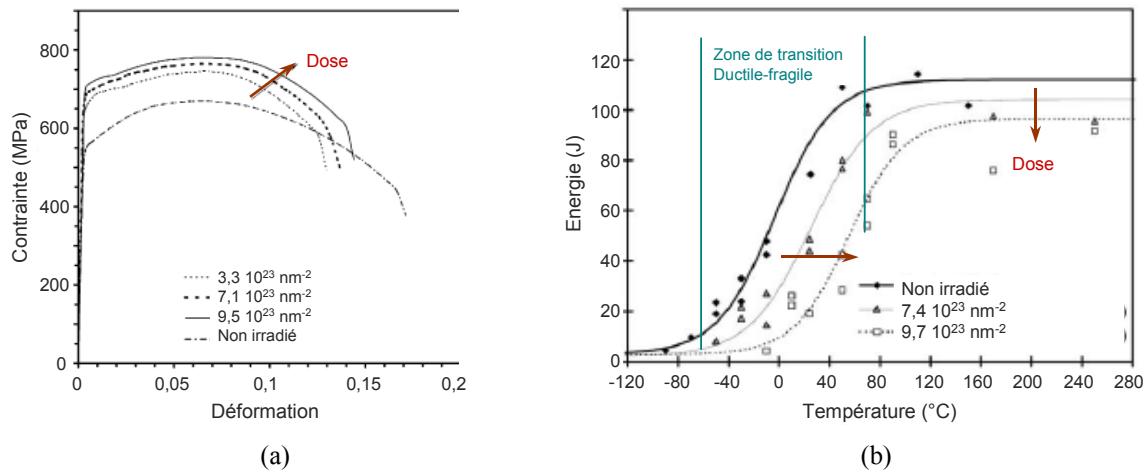 800
600
400
200
0
0
0,05
0,1
0,15
0,2
Contrainte (MPa)
Déformation
Dose
3,3 10²³ nm⁻²
7,1 10²³ nm⁻²
9,5 10²³ nm⁻²
Non irradié
(a)
120
100
80
60
40
20
0
-120
-80
-40
0
40
80
120
160
200
240
280
Energie (J)
Température (°C)
Zone de transition
Ductile-fragile
Dose
Non irradié
7,4 10²³ nm⁻²
9,7 10²³ nm⁻²
(b)